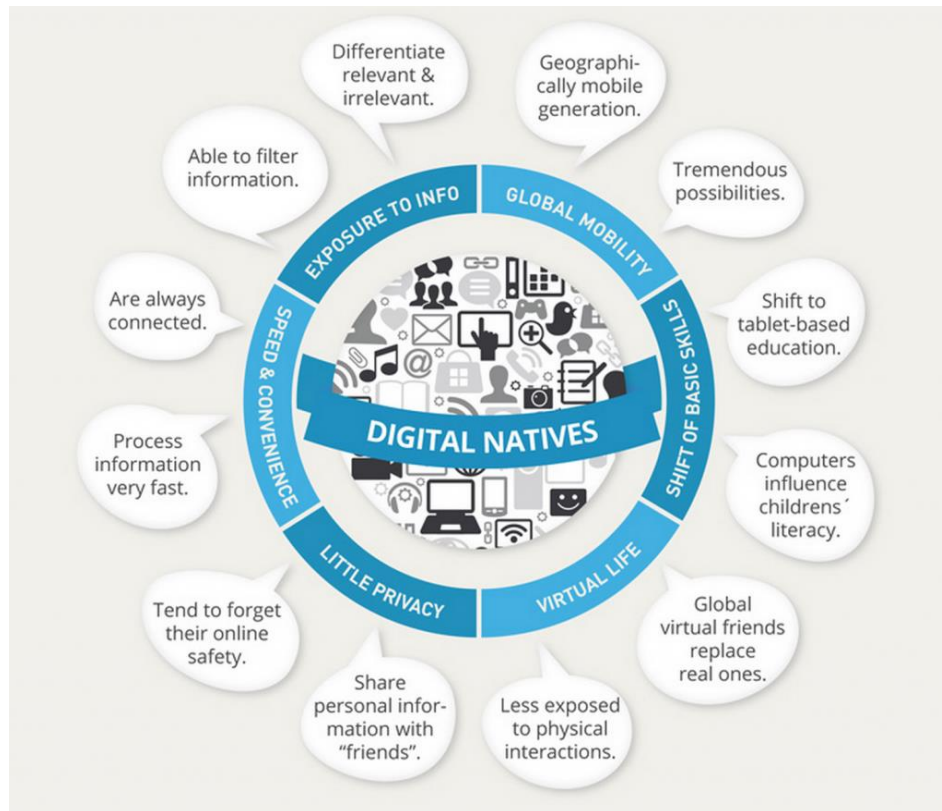 Differentiate
relevant &
irrelevant.
Geographi-
cally mobile
generation.
Able to filter
information.
Tremendous
possibilities.
EXPOSURE TO INFO
GLOBAL MOBILITY
Are always
connected.
Shift to
tablet-based
education.
SPEED & CONVENIENCE
SHIFT OF BASIC SKILLS
DIGITAL NATIVES
Process
information
very fast.
Computers
influence
childrens´
literacy.
LITTLE PRIVACY
VIRTUAL LIFE
Tend to forget
their online
safety.
Global
virtual friends
replace
real ones.
Share
personal infor-
mation with
“friends”.
Less exposed
to physical
interactions.